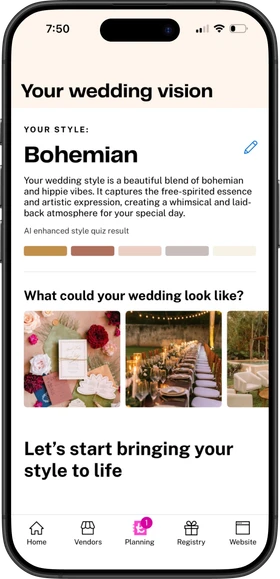 7:50
Your wedding vision
YOUR STYLE:
Bohemian
Your wedding style is a beautiful blend of bohemian
and hippie vibes. It captures the free-spirited essence
and artistic expression, creating a whimsical and laid-
back atmosphere for your special day.
AI enhanced style quiz result
What could your wedding look like?
Let’s start bringing your
style to life
1
Home Vendors Planning Registry Website